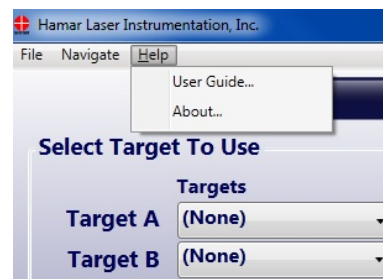 Hamar Laser Instrumentation, Inc.
File Navigate Help
User Guide...
About...
Select Target To Use
Targets
Target A (None)
Target B (None)